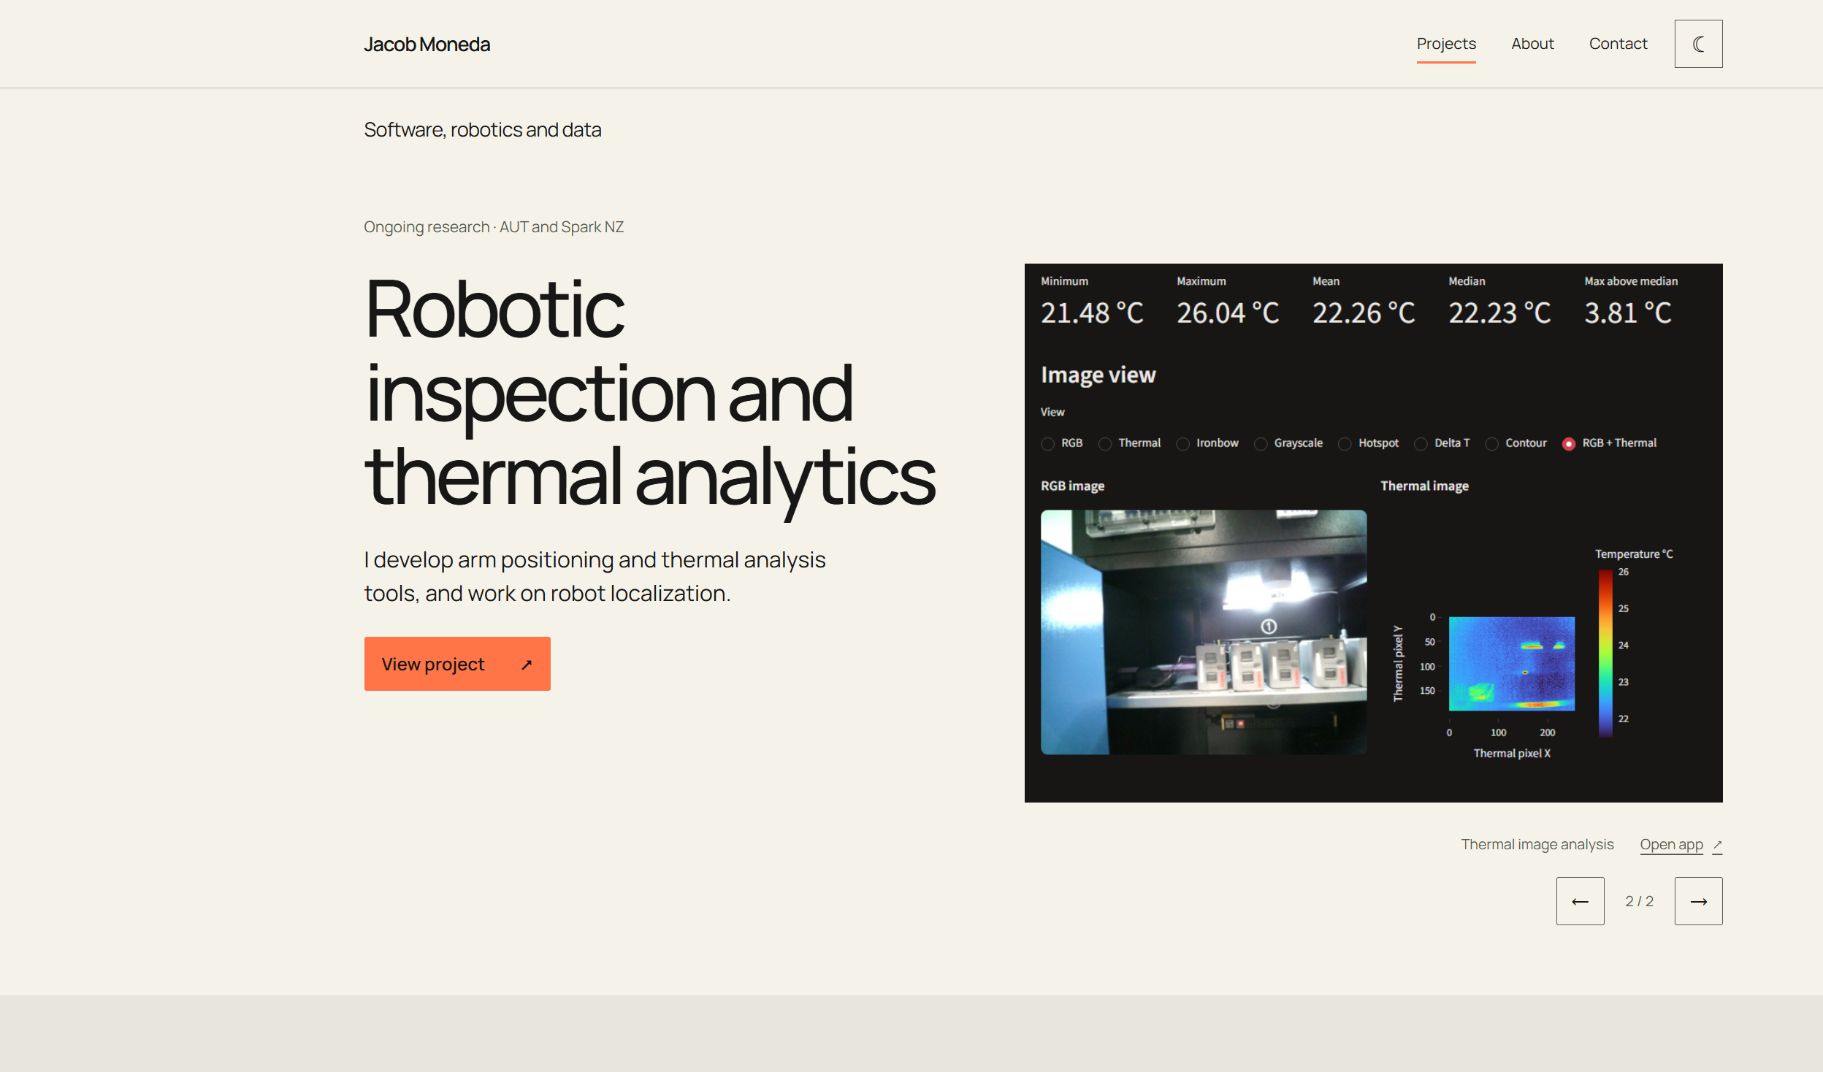 Jacob Moneda
Projects About Contact
Software, robotics and data
Ongoing research · AUT and Spark NZ
Robotic
inspection and
thermal analytics
I develop arm positioning and thermal analysis
tools, and work on robot localization.
View project ↗
Minimum Maximum Mean Median Max above median
21.48 °C 26.04 °C 22.26 °C 22.23 °C 3.81 °C
Image view
View
RGB Thermal Ironbow Grayscale Hotspot Delta T Contour RGB + Thermal
RGB image Thermal image
1
Temperature °C
26
25
24
23
22
Thermal pixel Y
0
50
100
150
0 100 200
Thermal pixel X
Thermal image analysis Open app ↗
← 2 / 2 →